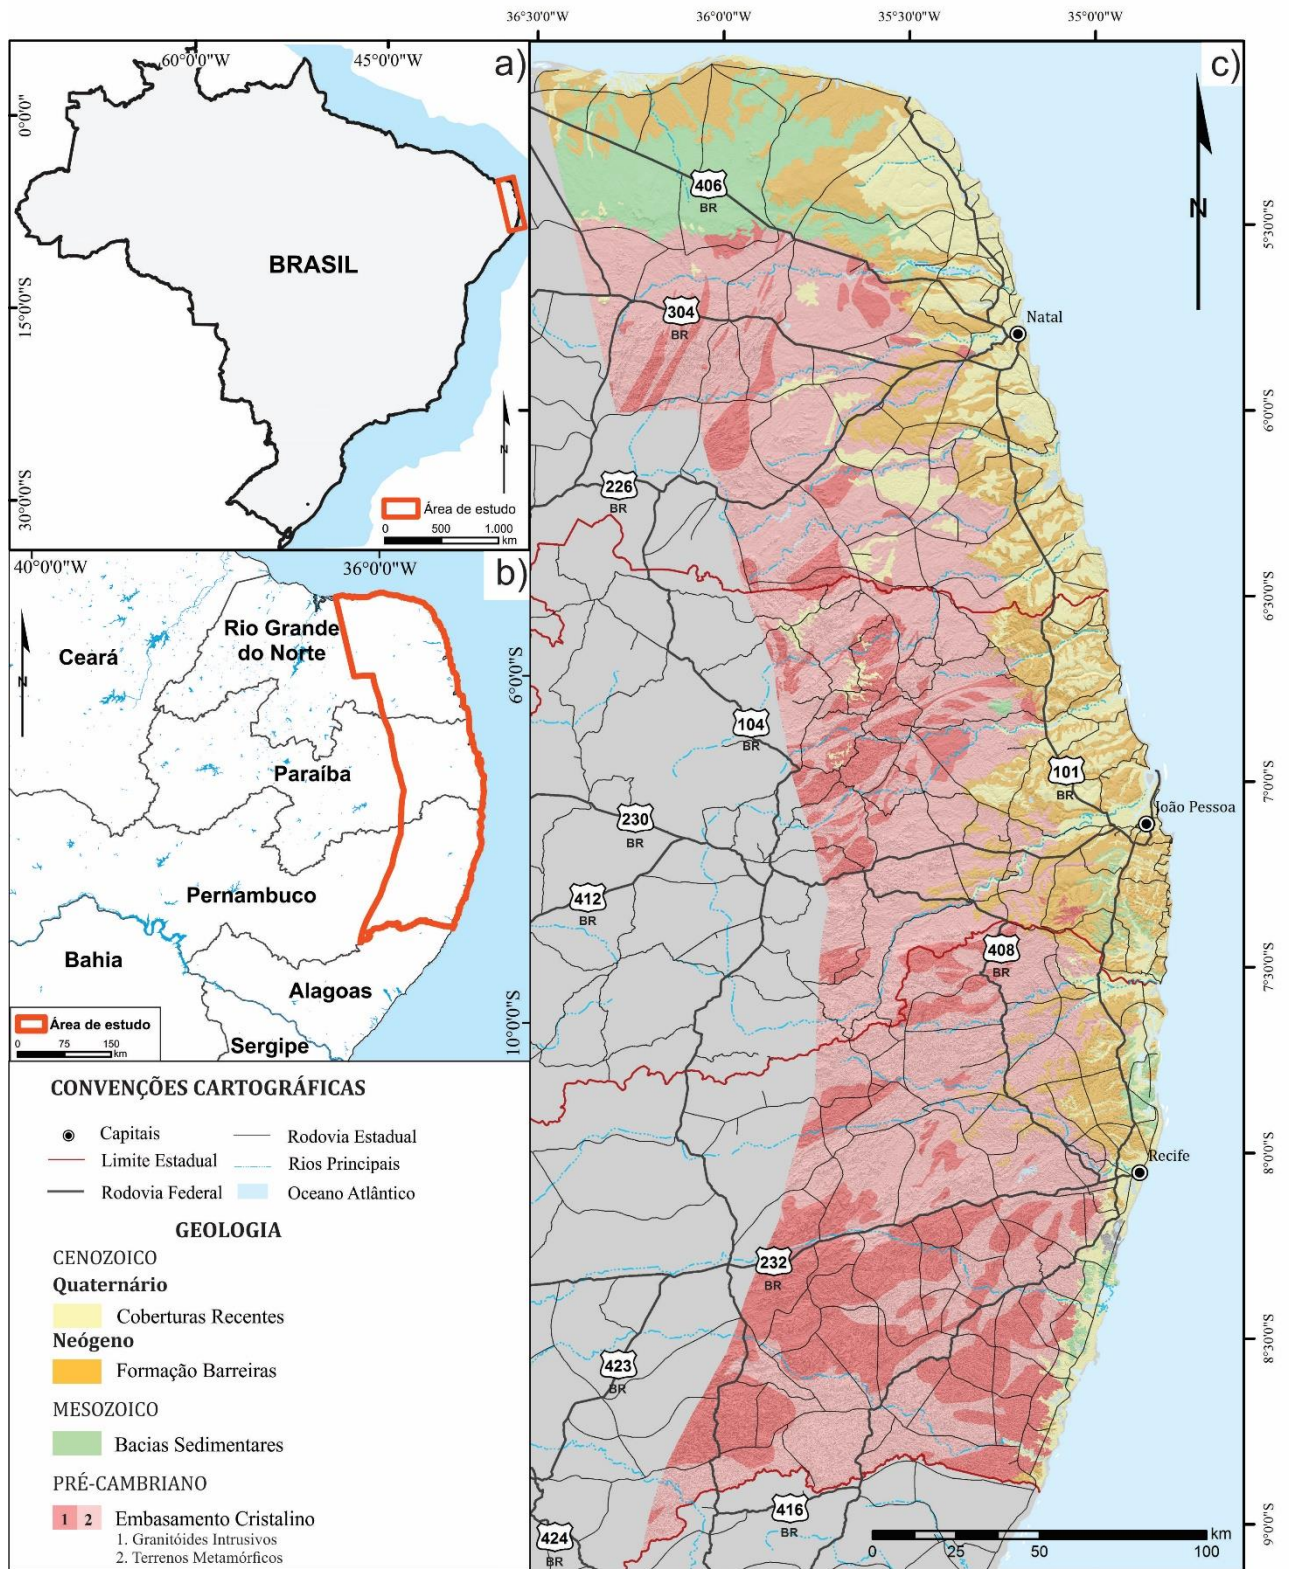 36°30'0"W
36°0'0"W
35°30'0"W
35°0'0"W
a)
60°0'0"W
45°0'0"W
0°0'0"
15°0'0"S
30°0'0"S
BRASIL
N
Área de estudo
0 500 1.000
km
b)
40°0'0"W
36°0'0"W
6°0'0"S
10°0'0"S
N
Ceará
Rio Grande
do Norte
Paraíba
Pernambuco
Bahia
Alagoas
Sergipe
Área de estudo
0 75 150
km
c)
N
406
BR
304
BR
Natal
226
BR
104
BR
101
BR
João Pessoa
230
BR
412
BR
408
BR
Recife
232
BR
423
BR
416
BR
424
BR
5°30'0"S
6°0'0"S
6°30'0"S
7°0'0"S
7°30'0"S
8°0'0"S
8°30'0"S
9°0'0"S
km
0 25 50 100
CONVENÇÕES CARTOGRÁFICAS
Capitais
Rodovia Estadual
Limite Estadual
Rios Principais
Rodovia Federal
Oceano Atlântico
GEOLOGIA
CENOZOICO
Quaternário
Coberturas Recentes
Neógeno
Formação Barreiras
MESOZOICO
Bacias Sedimentares
PRÉ-CAMBRIANO
1 2 Embasamento Cristalino
1. Granitóides Intrusivos
2. Terrenos Metamórficos